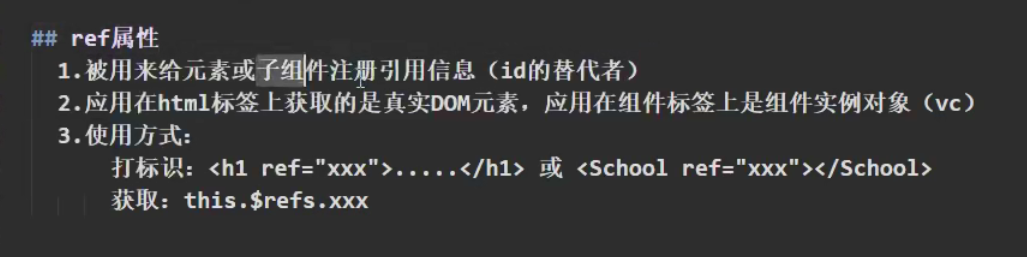 ## ref属性
1.被用来给元素或子组件注册引用信息（id的替代者）
2.应用在html标签上获取的是真实DOM元素，应用在组件标签上是组件实例对象（vc）
3.使用方式：
打标识：<h1 ref="xxx">.....</h1> 或 <School ref="xxx"></School>
获取：this.$refs.xxx